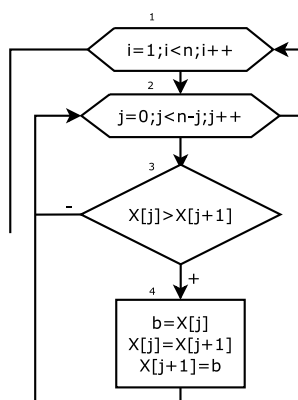 1
i=1;i<n;i++
2
j=0;j<n-j;j++
3
X[j]>X[j+1]
-
+
4
b=X[j]
X[j]=X[j+1]
X[j+1]=b